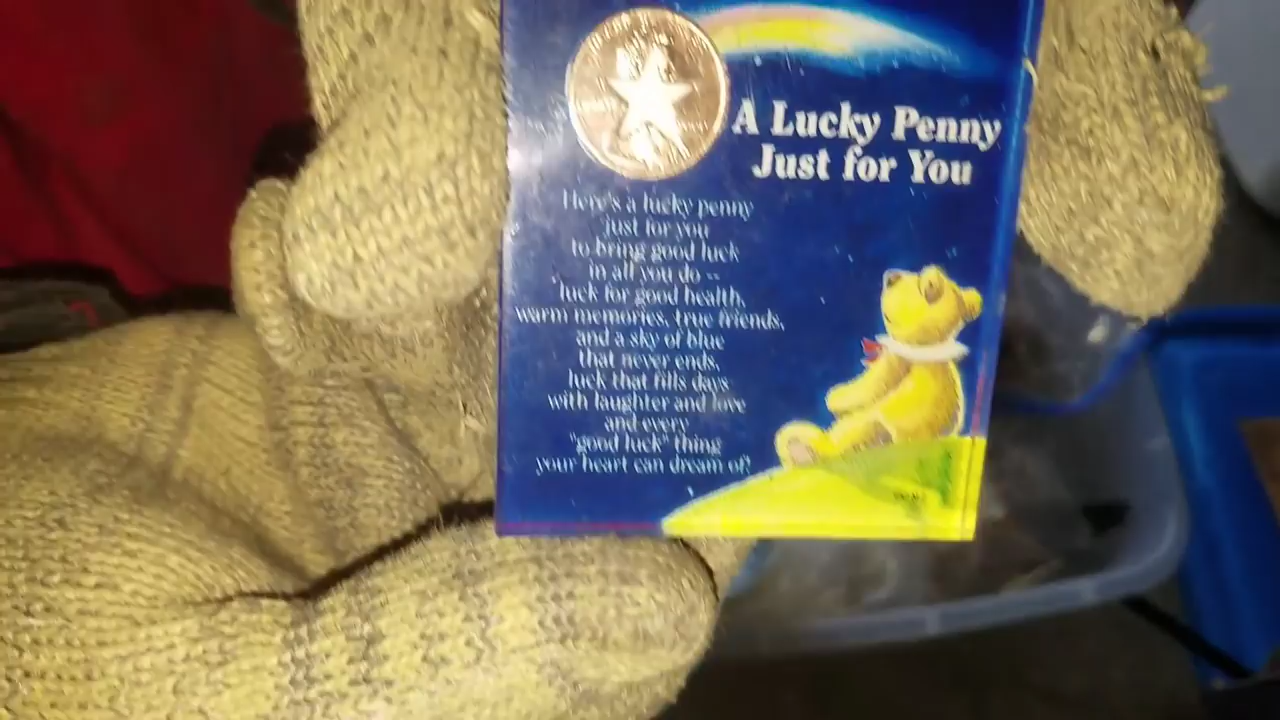 A Lucky Penny
Just for You
Here's a lucky penny
just for you
to bring good luck
in all you do --
luck for good health,
warm memories, true friends,
and a sky of blue
that never ends,
luck that fills days
with laughter and love
and every
"good luck" thing
your heart can dream of!